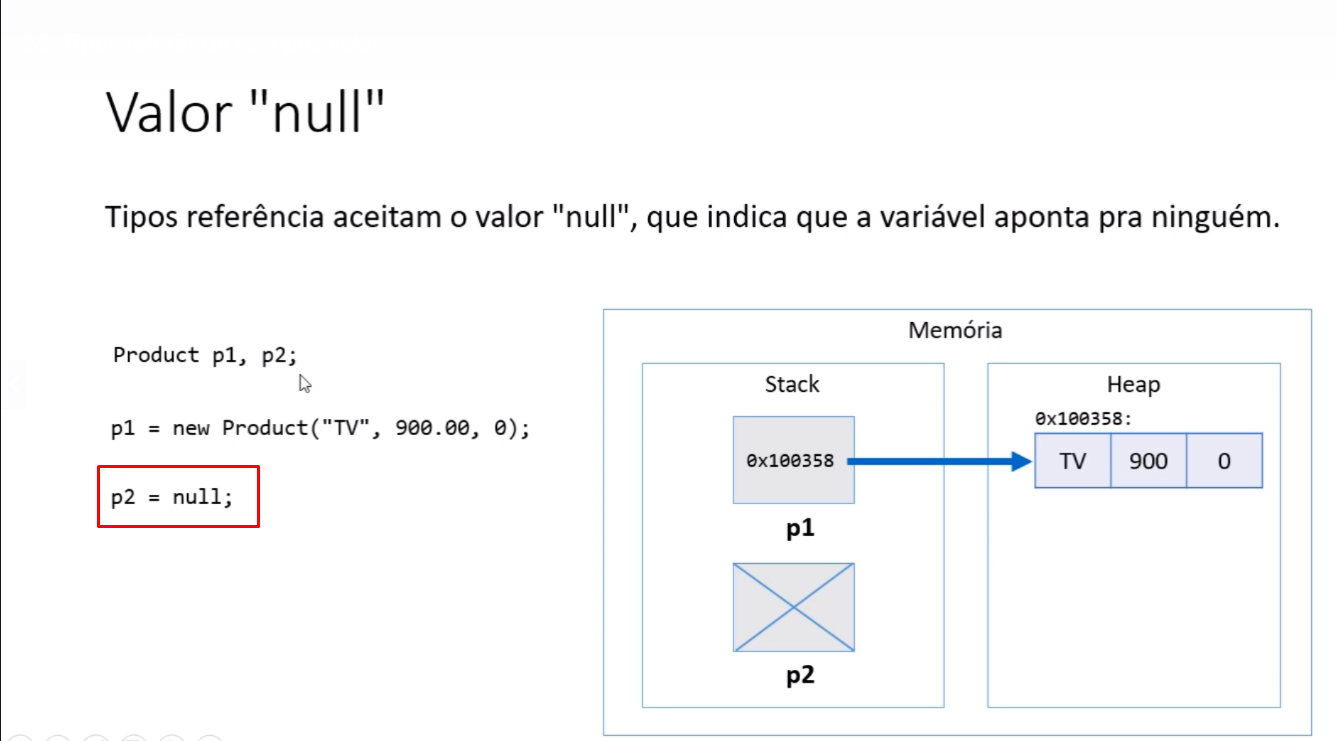 Valor "null"
Tipos referência aceitam o valor "null", que indica que a variável aponta pra ninguém.
Product p1, p2;
p1 = new Product("TV", 900.00, 0);
p2 = null;
Memória
Stack
0x100358
p1
p2
Heap
0x100358:
TV 900 0